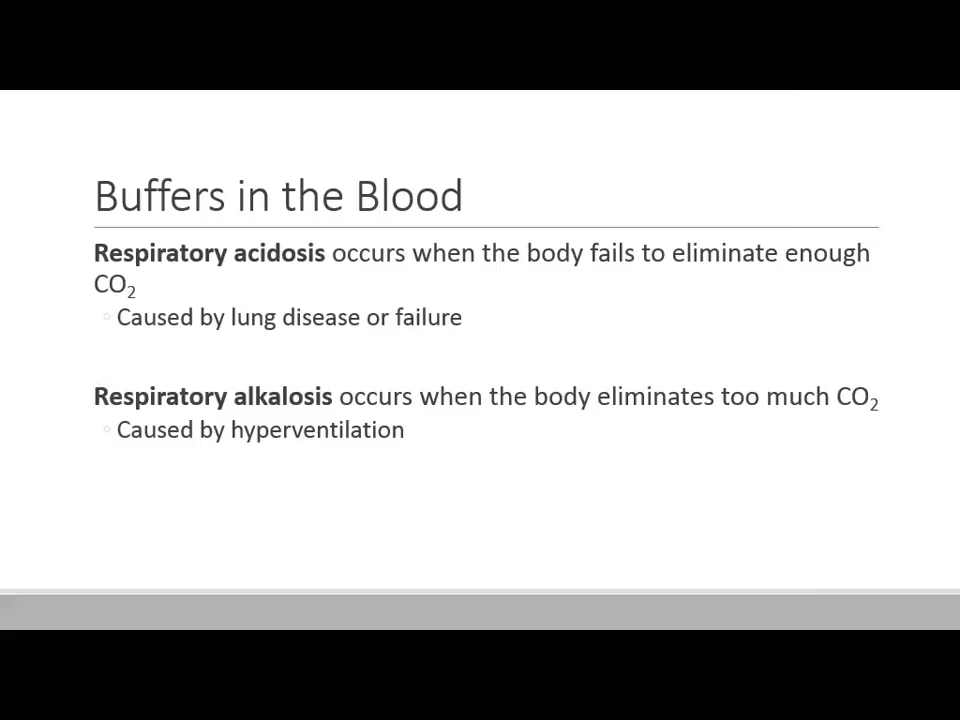 Buffers in the Blood
Respiratory acidosis occurs when the body fails to eliminate enough
CO₂
◦ Caused by lung disease or failure
Respiratory alkalosis occurs when the body eliminates too much CO₂
◦ Caused by hyperventilation